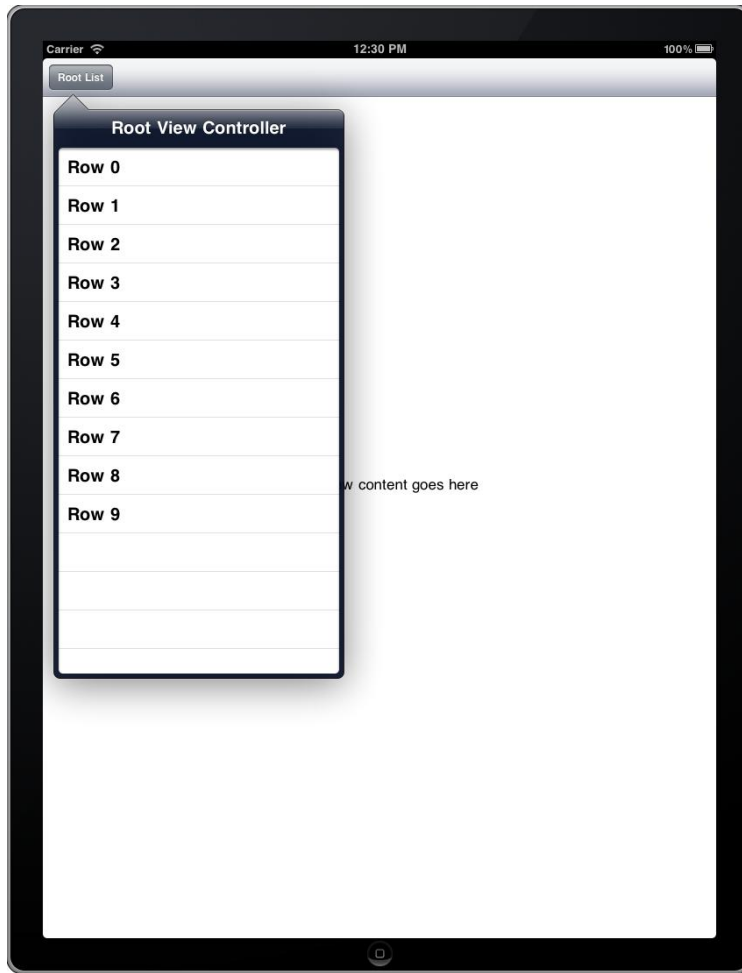 Carrier 12:30 PM 100%
Root List
Root View Controller
Row 0
Row 1
Row 2
Row 3
Row 4
Row 5
Row 6
Row 7
Row 8
w content goes here
Row 9